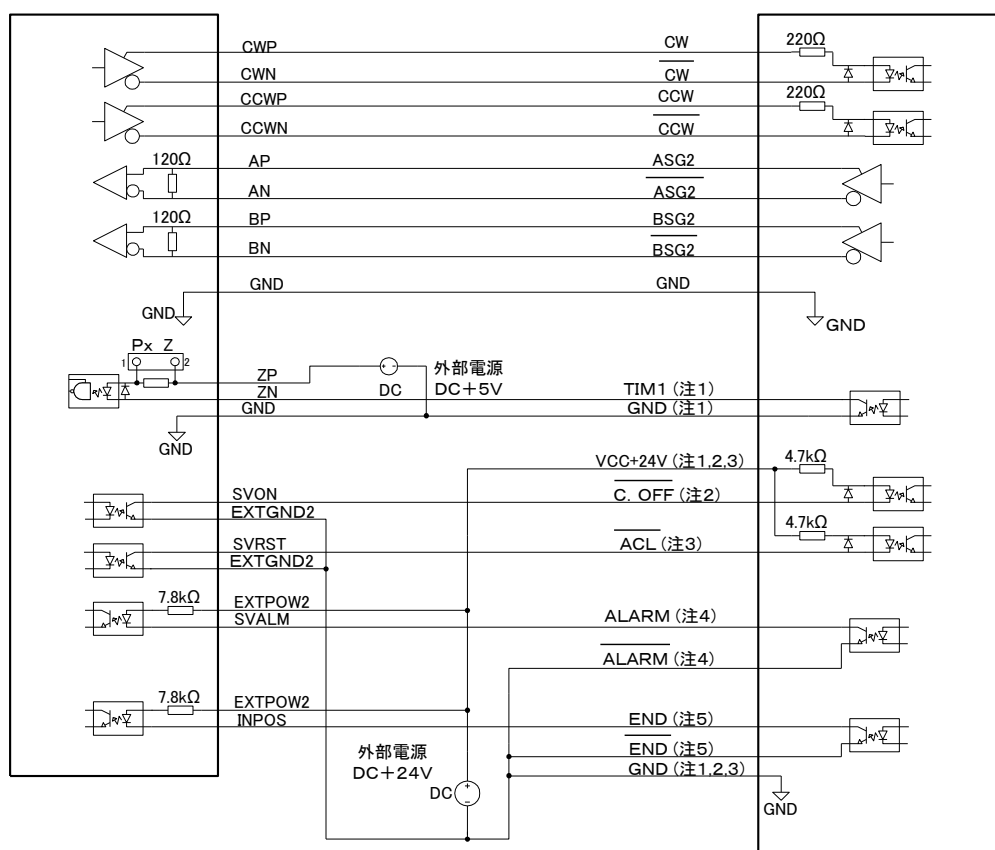 CWP CW 220Ω
CWN CW
CCWP CCW 220Ω
CCWN CCW
120Ω AP ASG2
AN ASG2
120Ω BP BSG2
BN BSG2
GND GND
GND GND
Px Z
1 2
ZP DC 外部電源 DC+5V
ZN TIM1(注1)
GND GND(注1)
GND
VCC+24V(注1,2,3) 4.7kΩ
SVON C. OFF(注2)
EXTGND2
4.7kΩ
SVRST ACL(注3)
EXTGND2
7.8kΩ EXTPOW2
SVALM ALARM(注4)
ALARM(注4)
7.8kΩ EXTPOW2
INPOS END(注5)
END(注5)
外部電源
DC+24V
GND(注1,2,3)
DC
GND